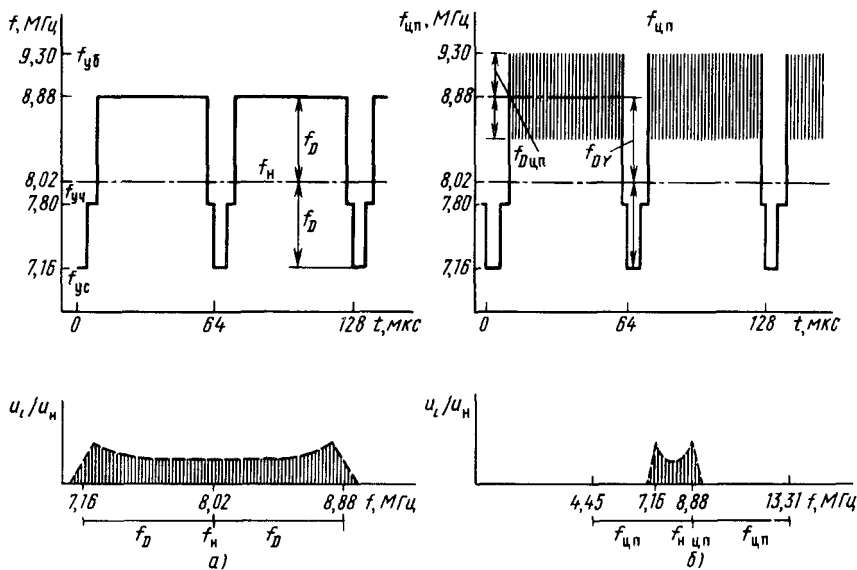 f, МГц
9,30
f_уб
8,88
f_D
f_н
8,02
f_уч
7,80
f_D
7,16
f_ус
0
64
128
t, мкс
f_цп, МГц
f_цп
9,30
8,88
f_Dцп
f_DY
8,02
7,80
7,16
0
64
128
t, мкс
u_i/u_н
7,16
8,02
8,88
f, МГц
f_D
f_н
f_D
а)
u_i/u_н
4,45
7,16
8,88
13,31
f, МГц
f_цп
f_н цп
f_цп
б)